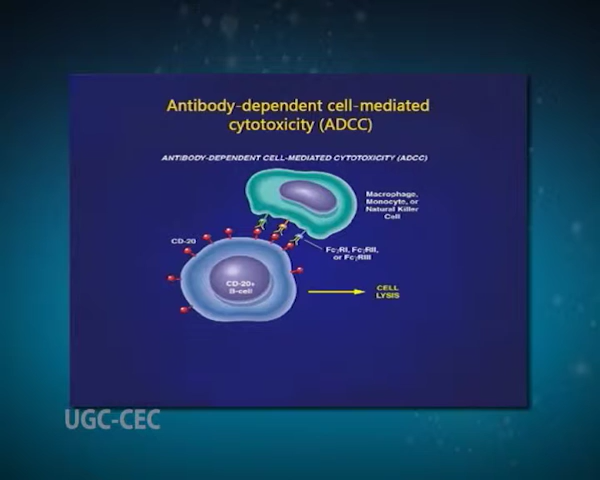 Antibody-dependent cell-mediated
cytotoxicity (ADCC)
ANTIBODY-DEPENDENT CELL-MEDIATED CYTOTOXICITY (ADCC)
Macrophage,
Monocyte, or
Natural Killer
Cell
CD-20
FcγRI, FcγRII,
or FcγRIII
CD-20+
B-cell
CELL
LYSIS
UGC-CEC